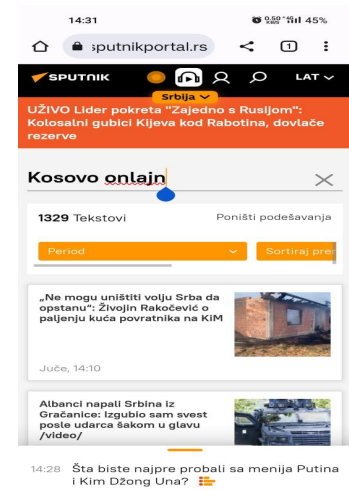 14:31
0.50 KB/S 4G 45%
sputnikportal.rs
1
SPUTNIK
LAT
Srbija
UŽIVO Lider pokreta "Zajedno s Rusijom":
Kolosalni gubici Kijeva kod Rabotina, dovlače
rezerve
Kosovo onlajn
1329 Tekstovi
Poništi podešavanja
Period
Sortiraj pre
„Ne mogu uništiti volju Srba da
opstanu“: Živojin Rakočević o
paljenju kuća povratnika na KiM
Juče, 14:10
Albanci napali Srbina iz
Gračanice: Izgubio sam svest
posle udarca šakom u glavu
/video/
14:28 Šta biste najpre probali sa menija Putina
i Kim Džong Una?